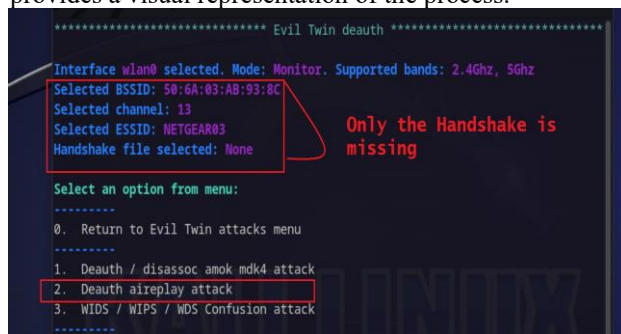 provides a visual representation of the process.
****************************** Evil Twin deauth ******************************
Interface wlan0 selected. Mode: Monitor. Supported bands: 2.4Ghz, 5Ghz
Selected BSSID: 50:6A:03:AB:93:8C
Selected channel: 13
Selected ESSID: NETGEAR03
Handshake file selected: None
Only the Handshake is
missing
Select an option from menu:
---------
0. Return to Evil Twin attacks menu
---------
1. Deauth / disassoc amok mdk4 attack
2. Deauth aireplay attack
3. WIDS / WIPS / WDS Confusion attack
---------